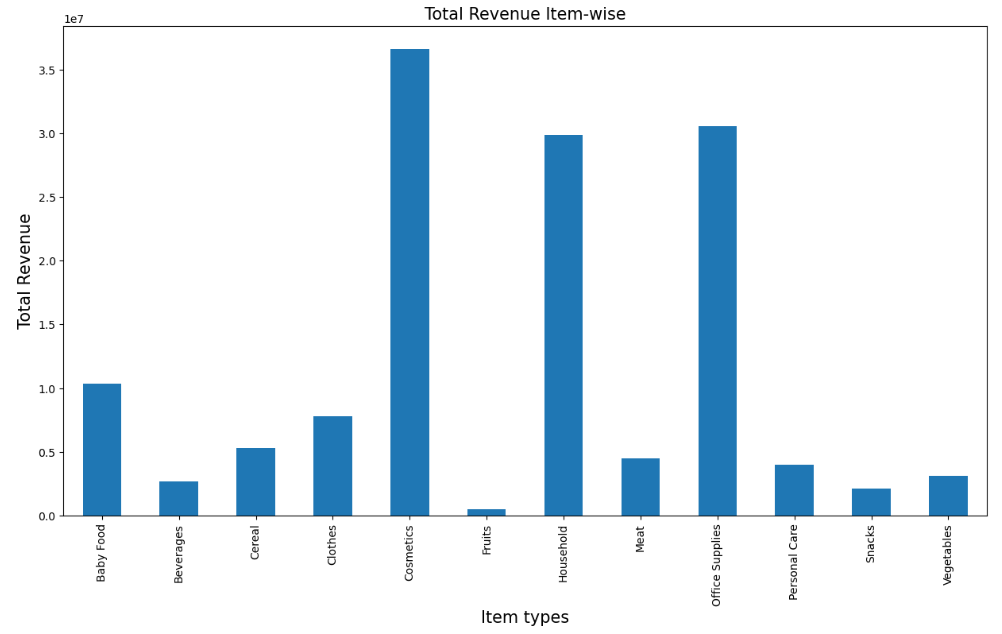 Total Revenue Item-wise
1e7
3.5
3.0
2.5
2.0
1.5
1.0
0.5
0.0
Total Revenue
Baby Food
Beverages
Cereal
Clothes
Cosmetics
Fruits
Household
Meat
Office Supplies
Personal Care
Snacks
Vegetables
Item types